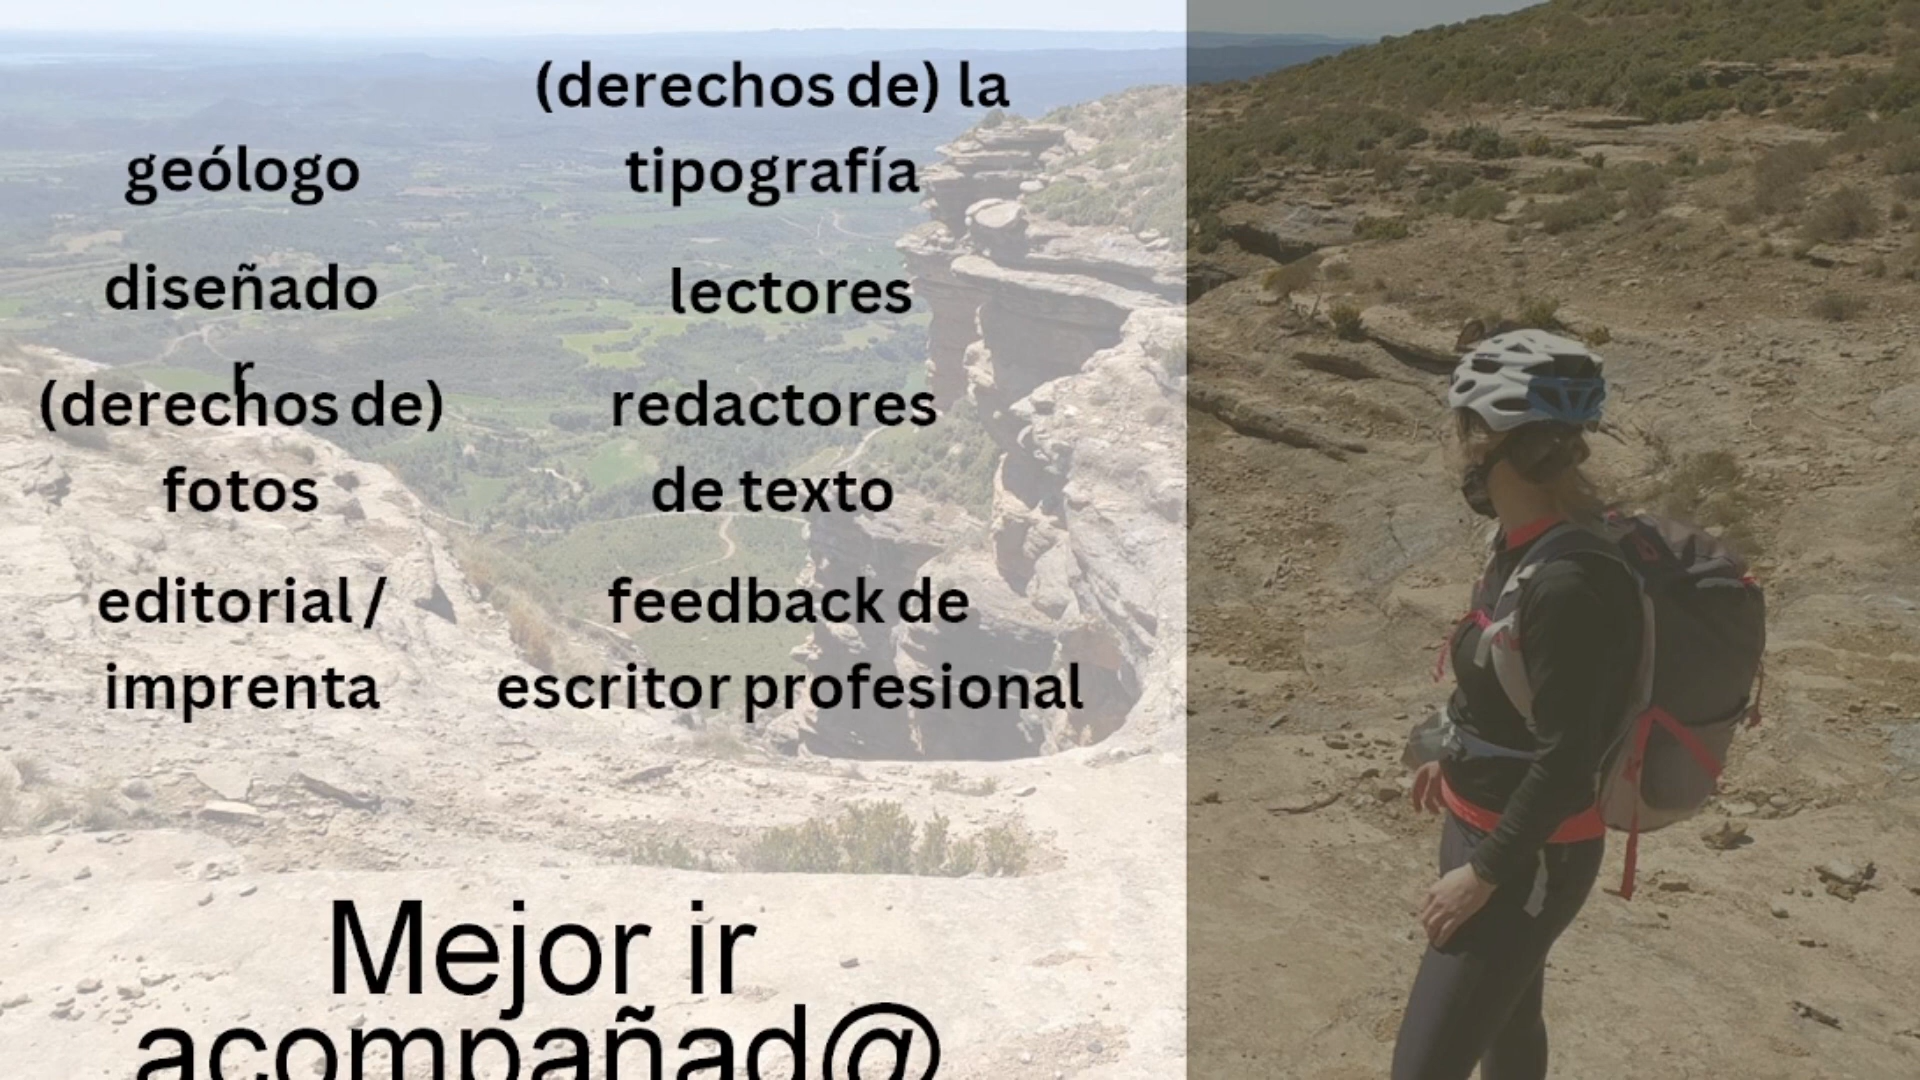 geólogo
diseñado
r
(derechos de)
fotos
editorial /
imprenta
(derechos de) la
tipografía
lectores
redactores
de texto
feedback de
escritor profesional
Mejor ir
acompañad@